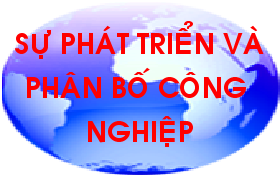 SỰ PHÁT TRIỂN VÀ
PHÂN BỐ CÔNG
NGHIỆP